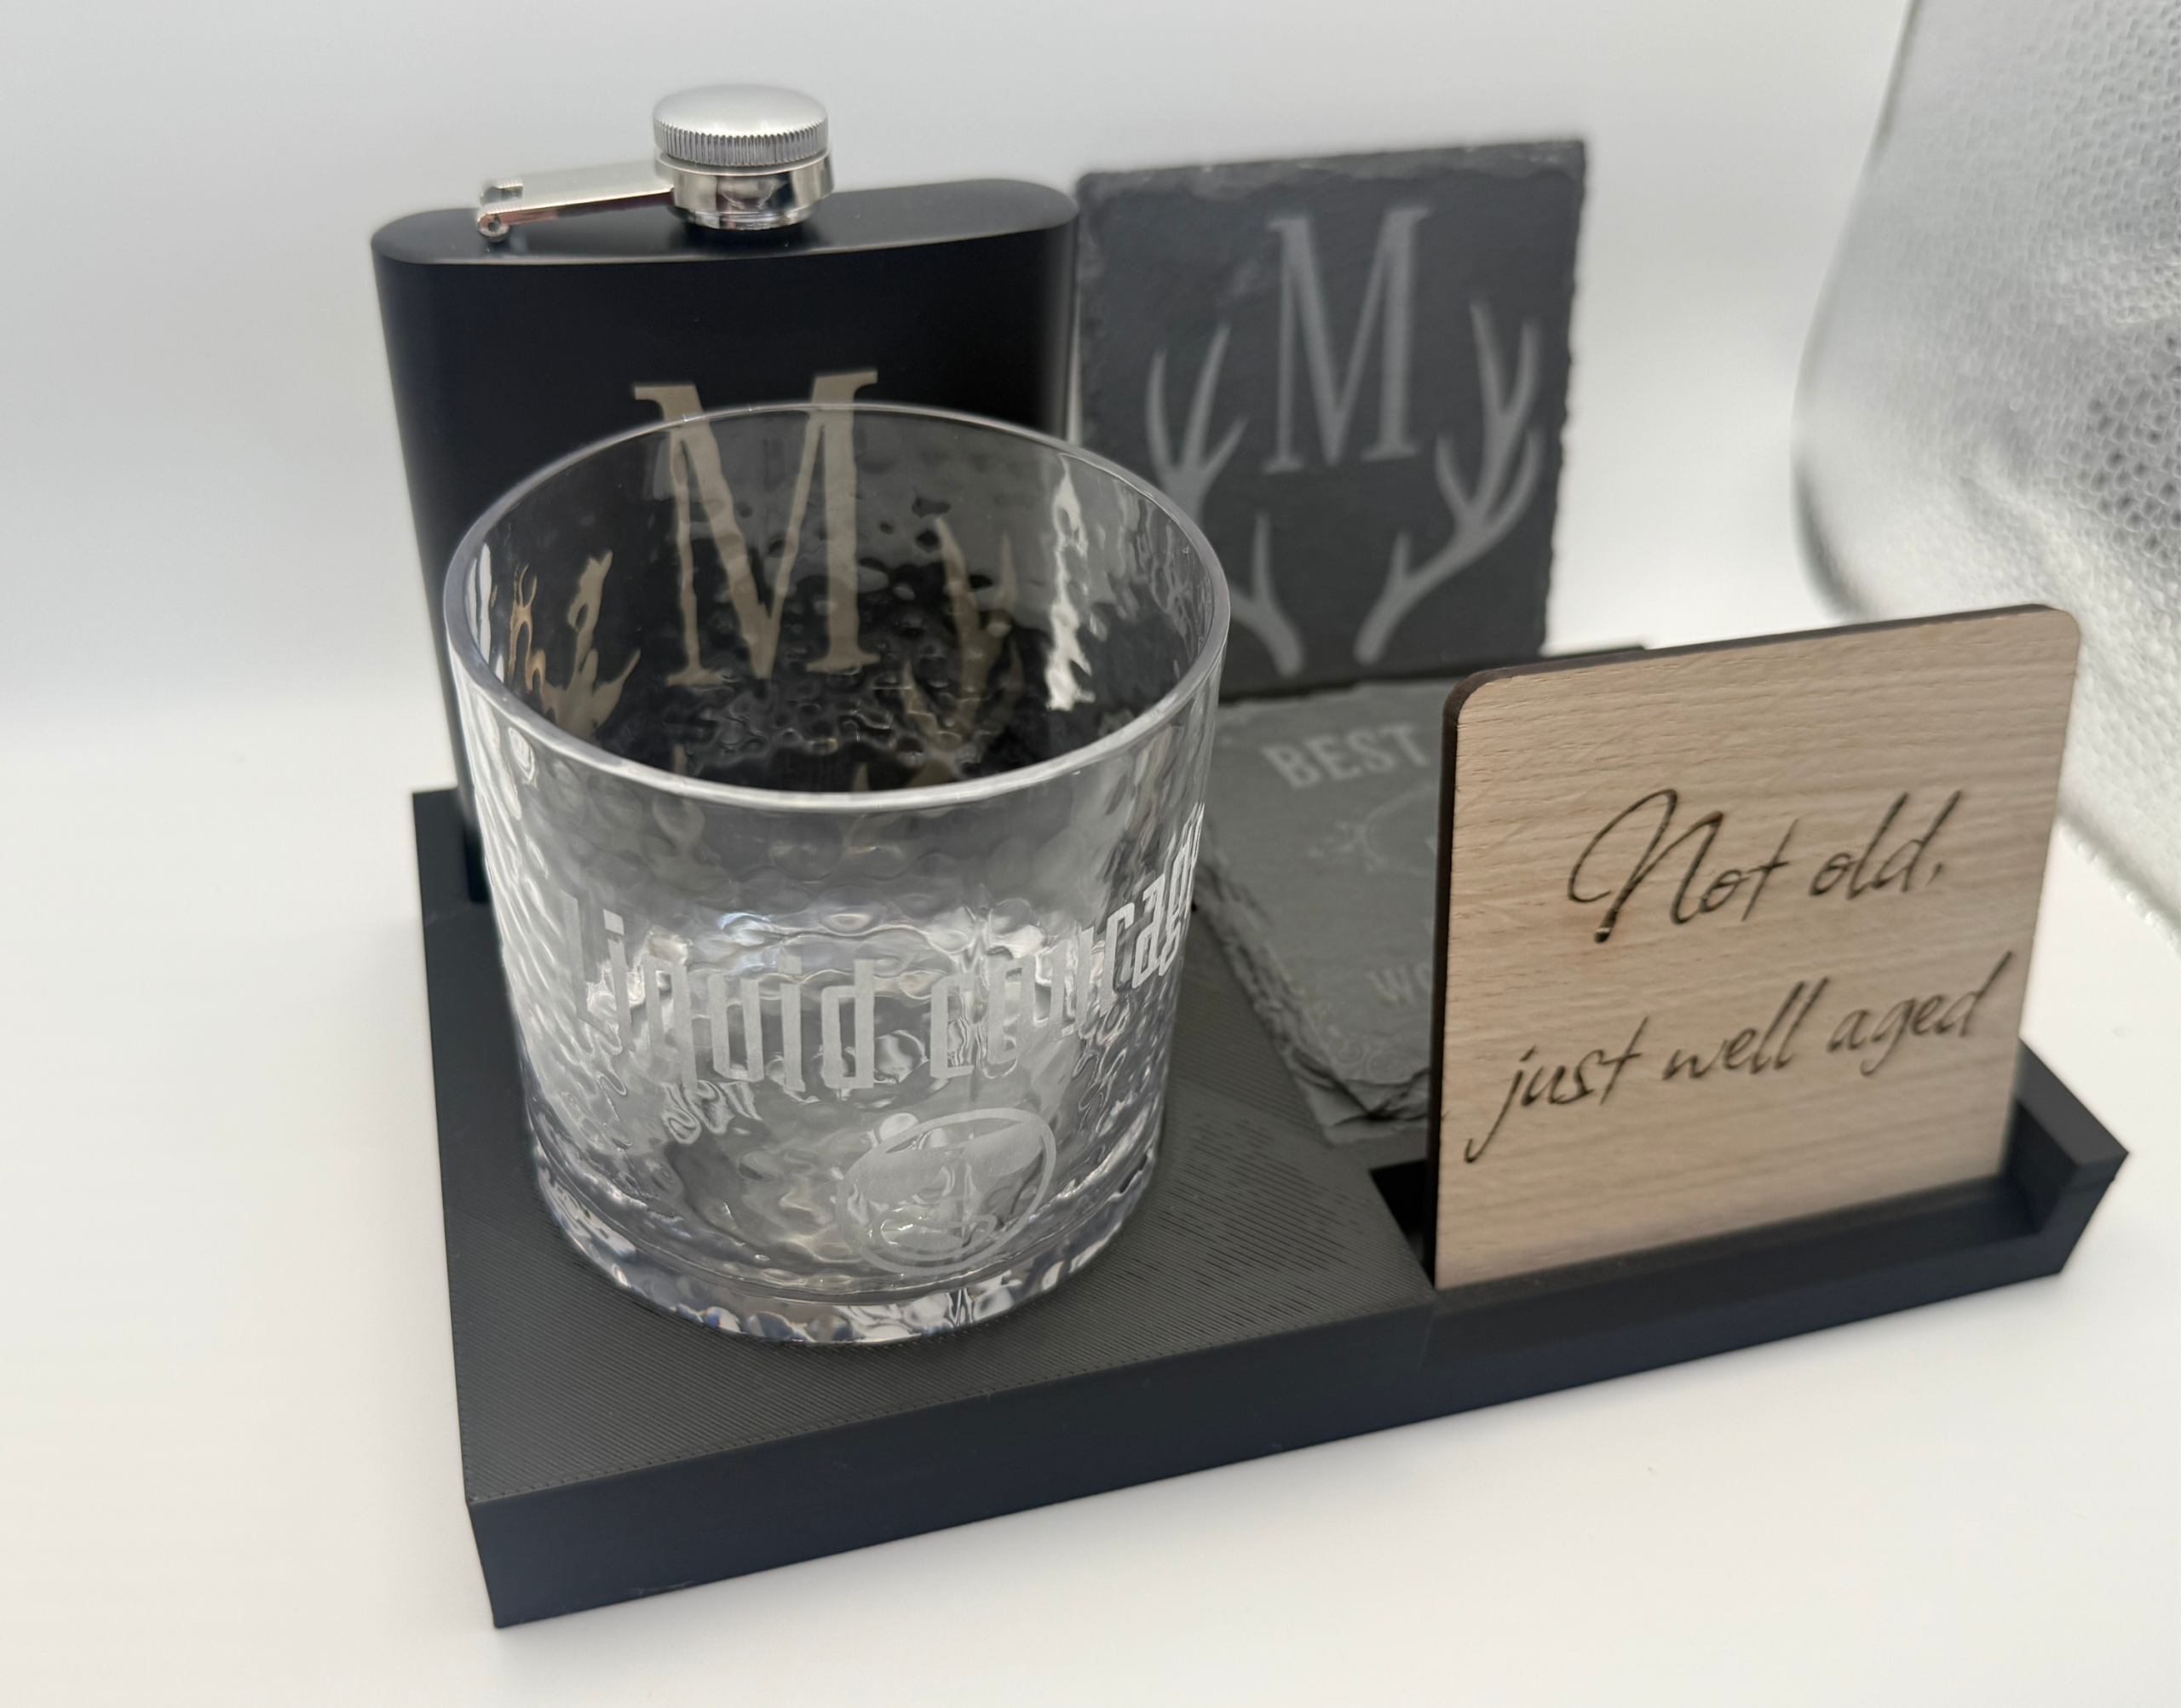 M
M
BEST
Liquid courage
Not old,
just well aged